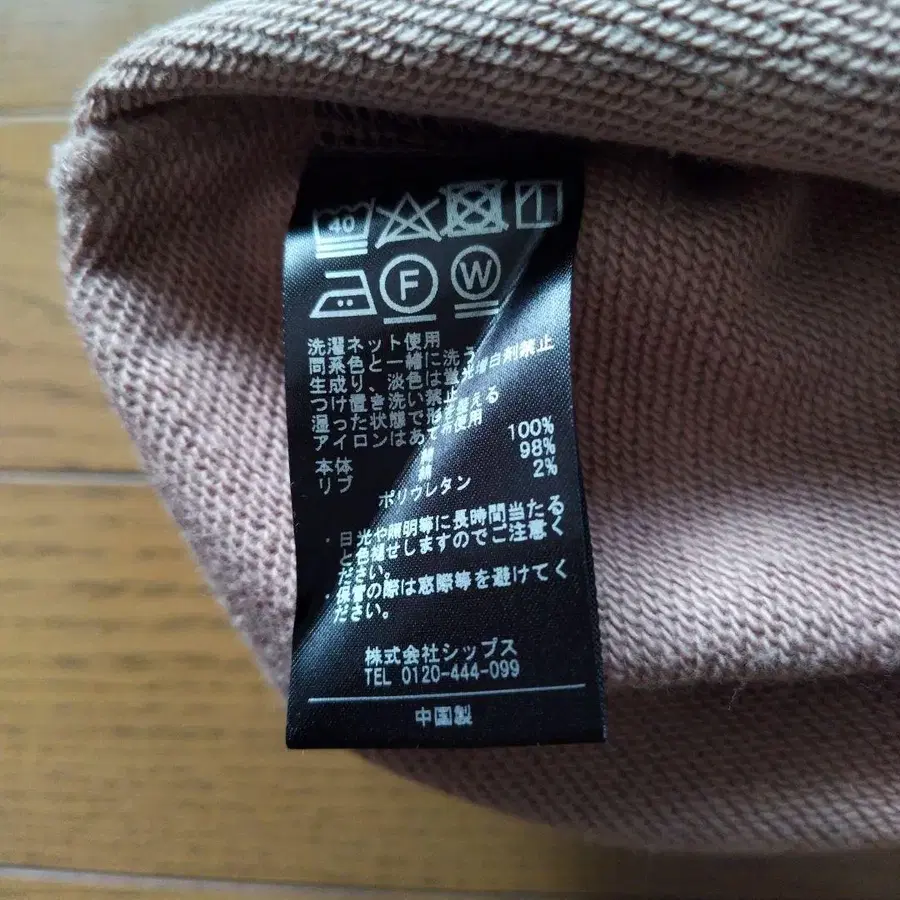 40
F W
洗濯ネット使用
同系色と一緒に洗う
生成り、淡色は蛍光増白剤禁止
つけ置き洗い禁止
湿った状態で形を整える
アイロンはあて布使用
本体 綿 100%
リブ 綿 98%
ポリウレタン 2%
・日光や照明等に長時間当たる
と色褪せしますのでご注意く
ださい。
・保管の際は窓際等を避けてく
ださい。
株式会社シップス
TEL 0120-444-099
中国製